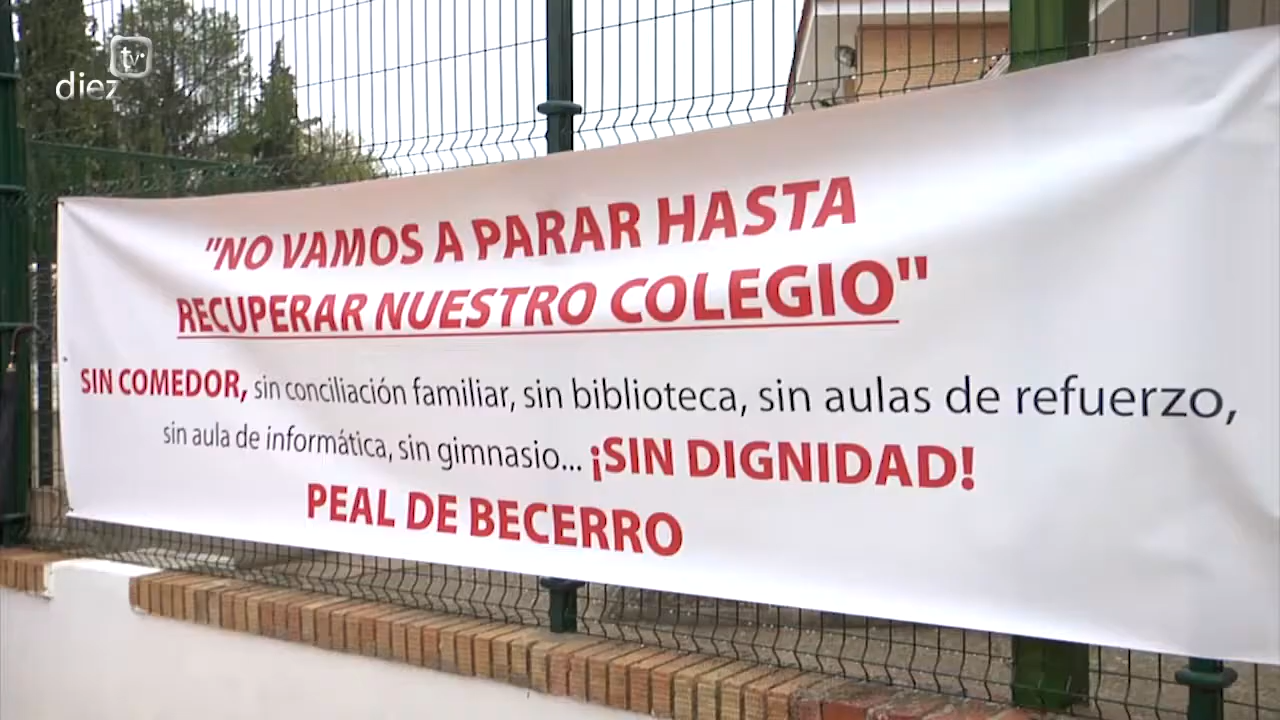 diez tv
"NO VAMOS A PARAR HASTA
RECUPERAR NUESTRO COLEGIO"
SIN COMEDOR, sin conciliación familiar, sin biblioteca, sin aulas de refuerzo,
sin aula de informática, sin gimnasio... ¡SIN DIGNIDAD!
PEAL DE BECERRO